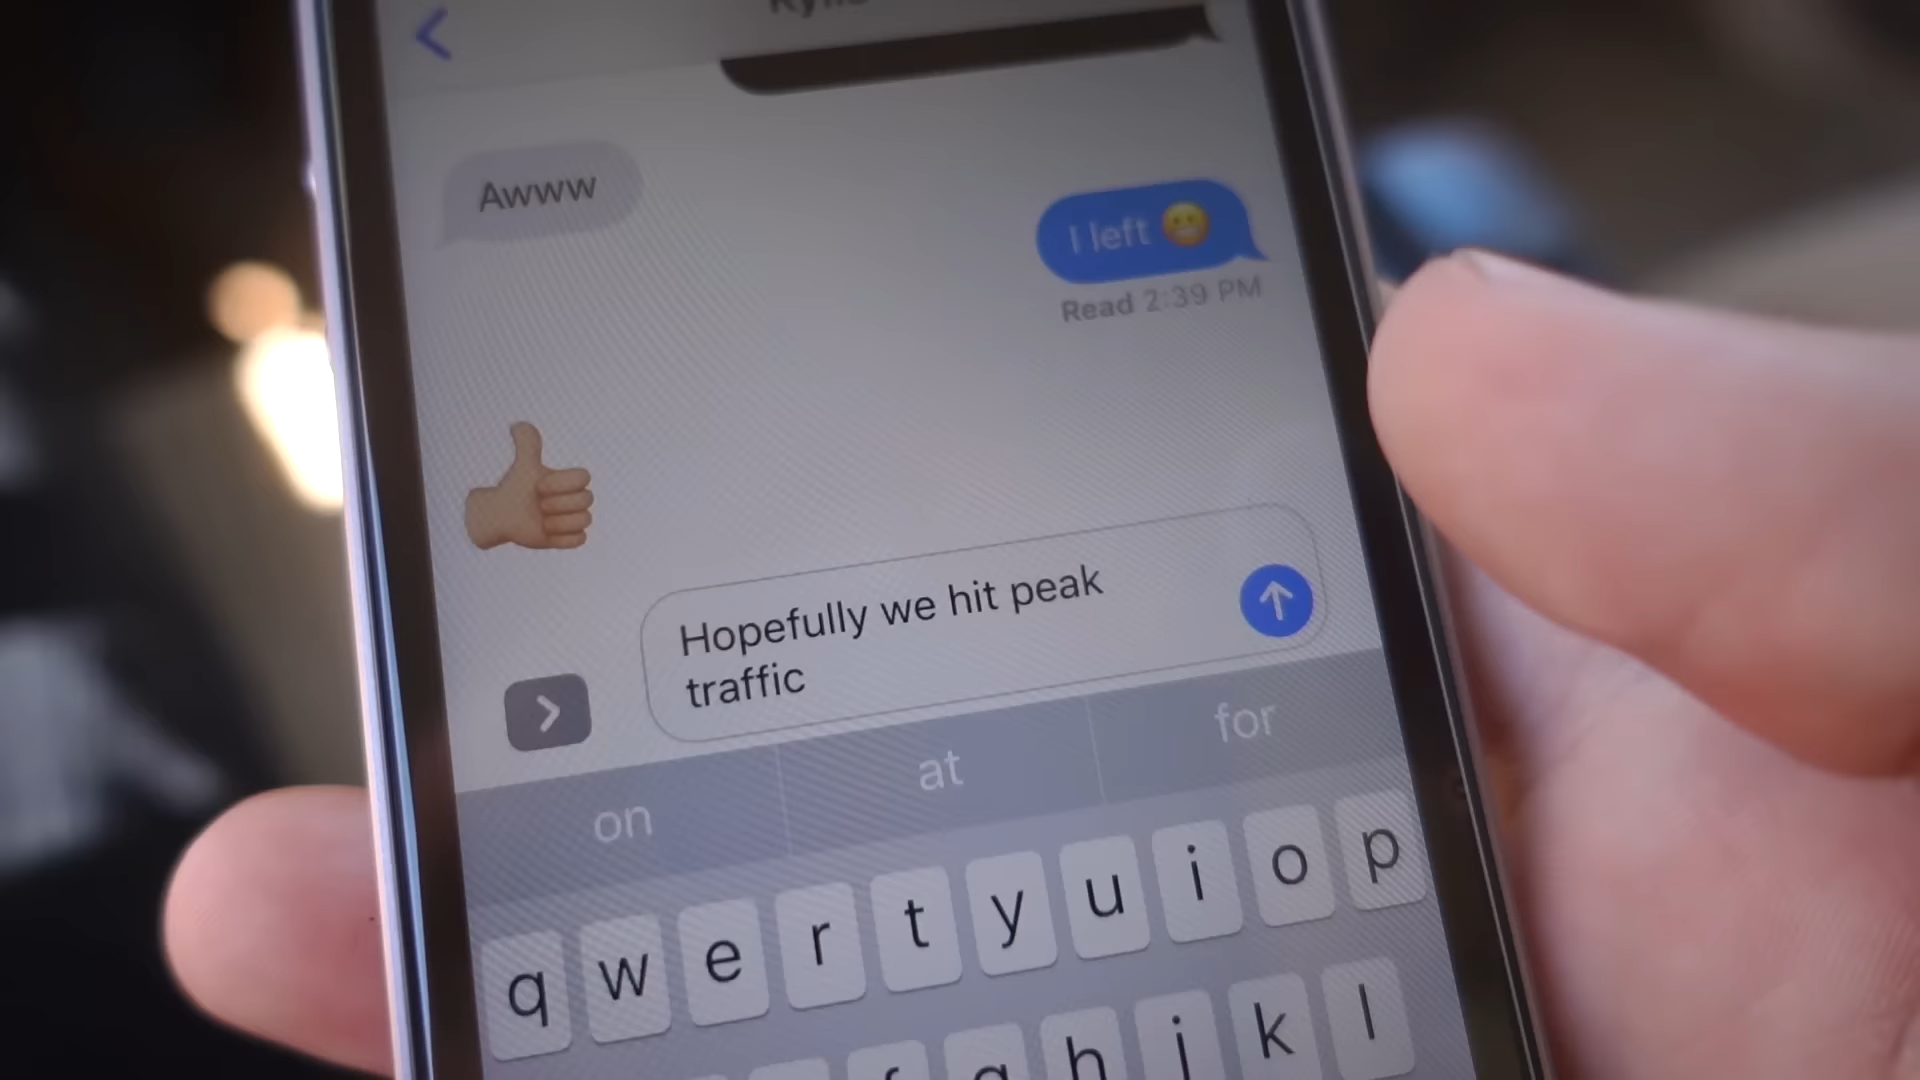 Awww
I left 😬
Read 2:39 PM
Hopefully we hit peak
traffic
on at for
q w e r t y u i o p
g h j k l